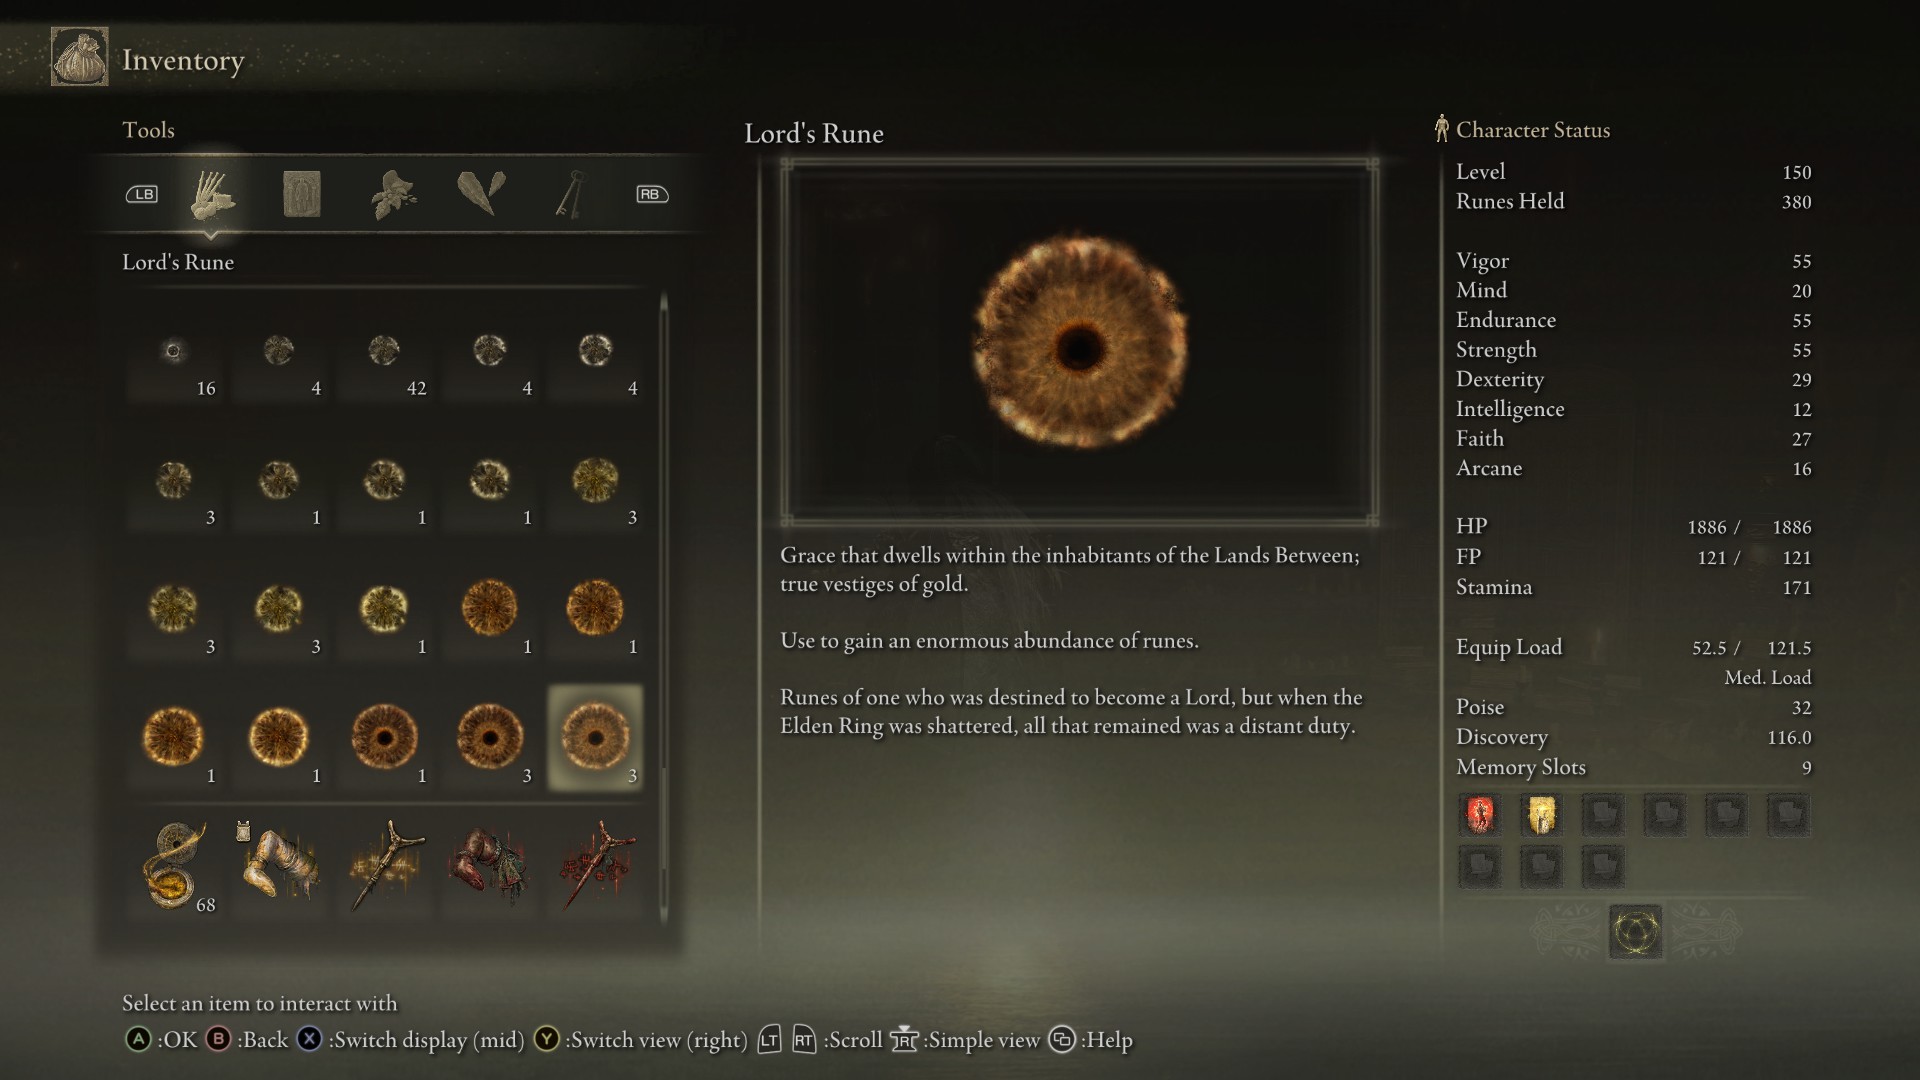 Inventory
Tools
LB
RB
Lord's Rune
16 4 42 4 4
3 1 1 1 3
3 3 1 1 1
1 1 1 3 3
68
Lord's Rune
Grace that dwells within the inhabitants of the Lands Between;
true vestiges of gold.
Use to gain an enormous abundance of runes.
Runes of one who was destined to become a Lord, but when the
Elden Ring was shattered, all that remained was a distant duty.
Character Status
Level 150
Runes Held 380
Vigor 55
Mind 20
Endurance 55
Strength 55
Dexterity 29
Intelligence 12
Faith 27
Arcane 16
HP 1886 / 1886
FP 121 / 121
Stamina 171
Equip Load 52.5 / 121.5
Med. Load
Poise 32
Discovery 116.0
Memory Slots 9
Select an item to interact with
A :OK B :Back X :Switch display (mid) Y :Switch view (right) LT RT :Scroll R :Simple view :Help